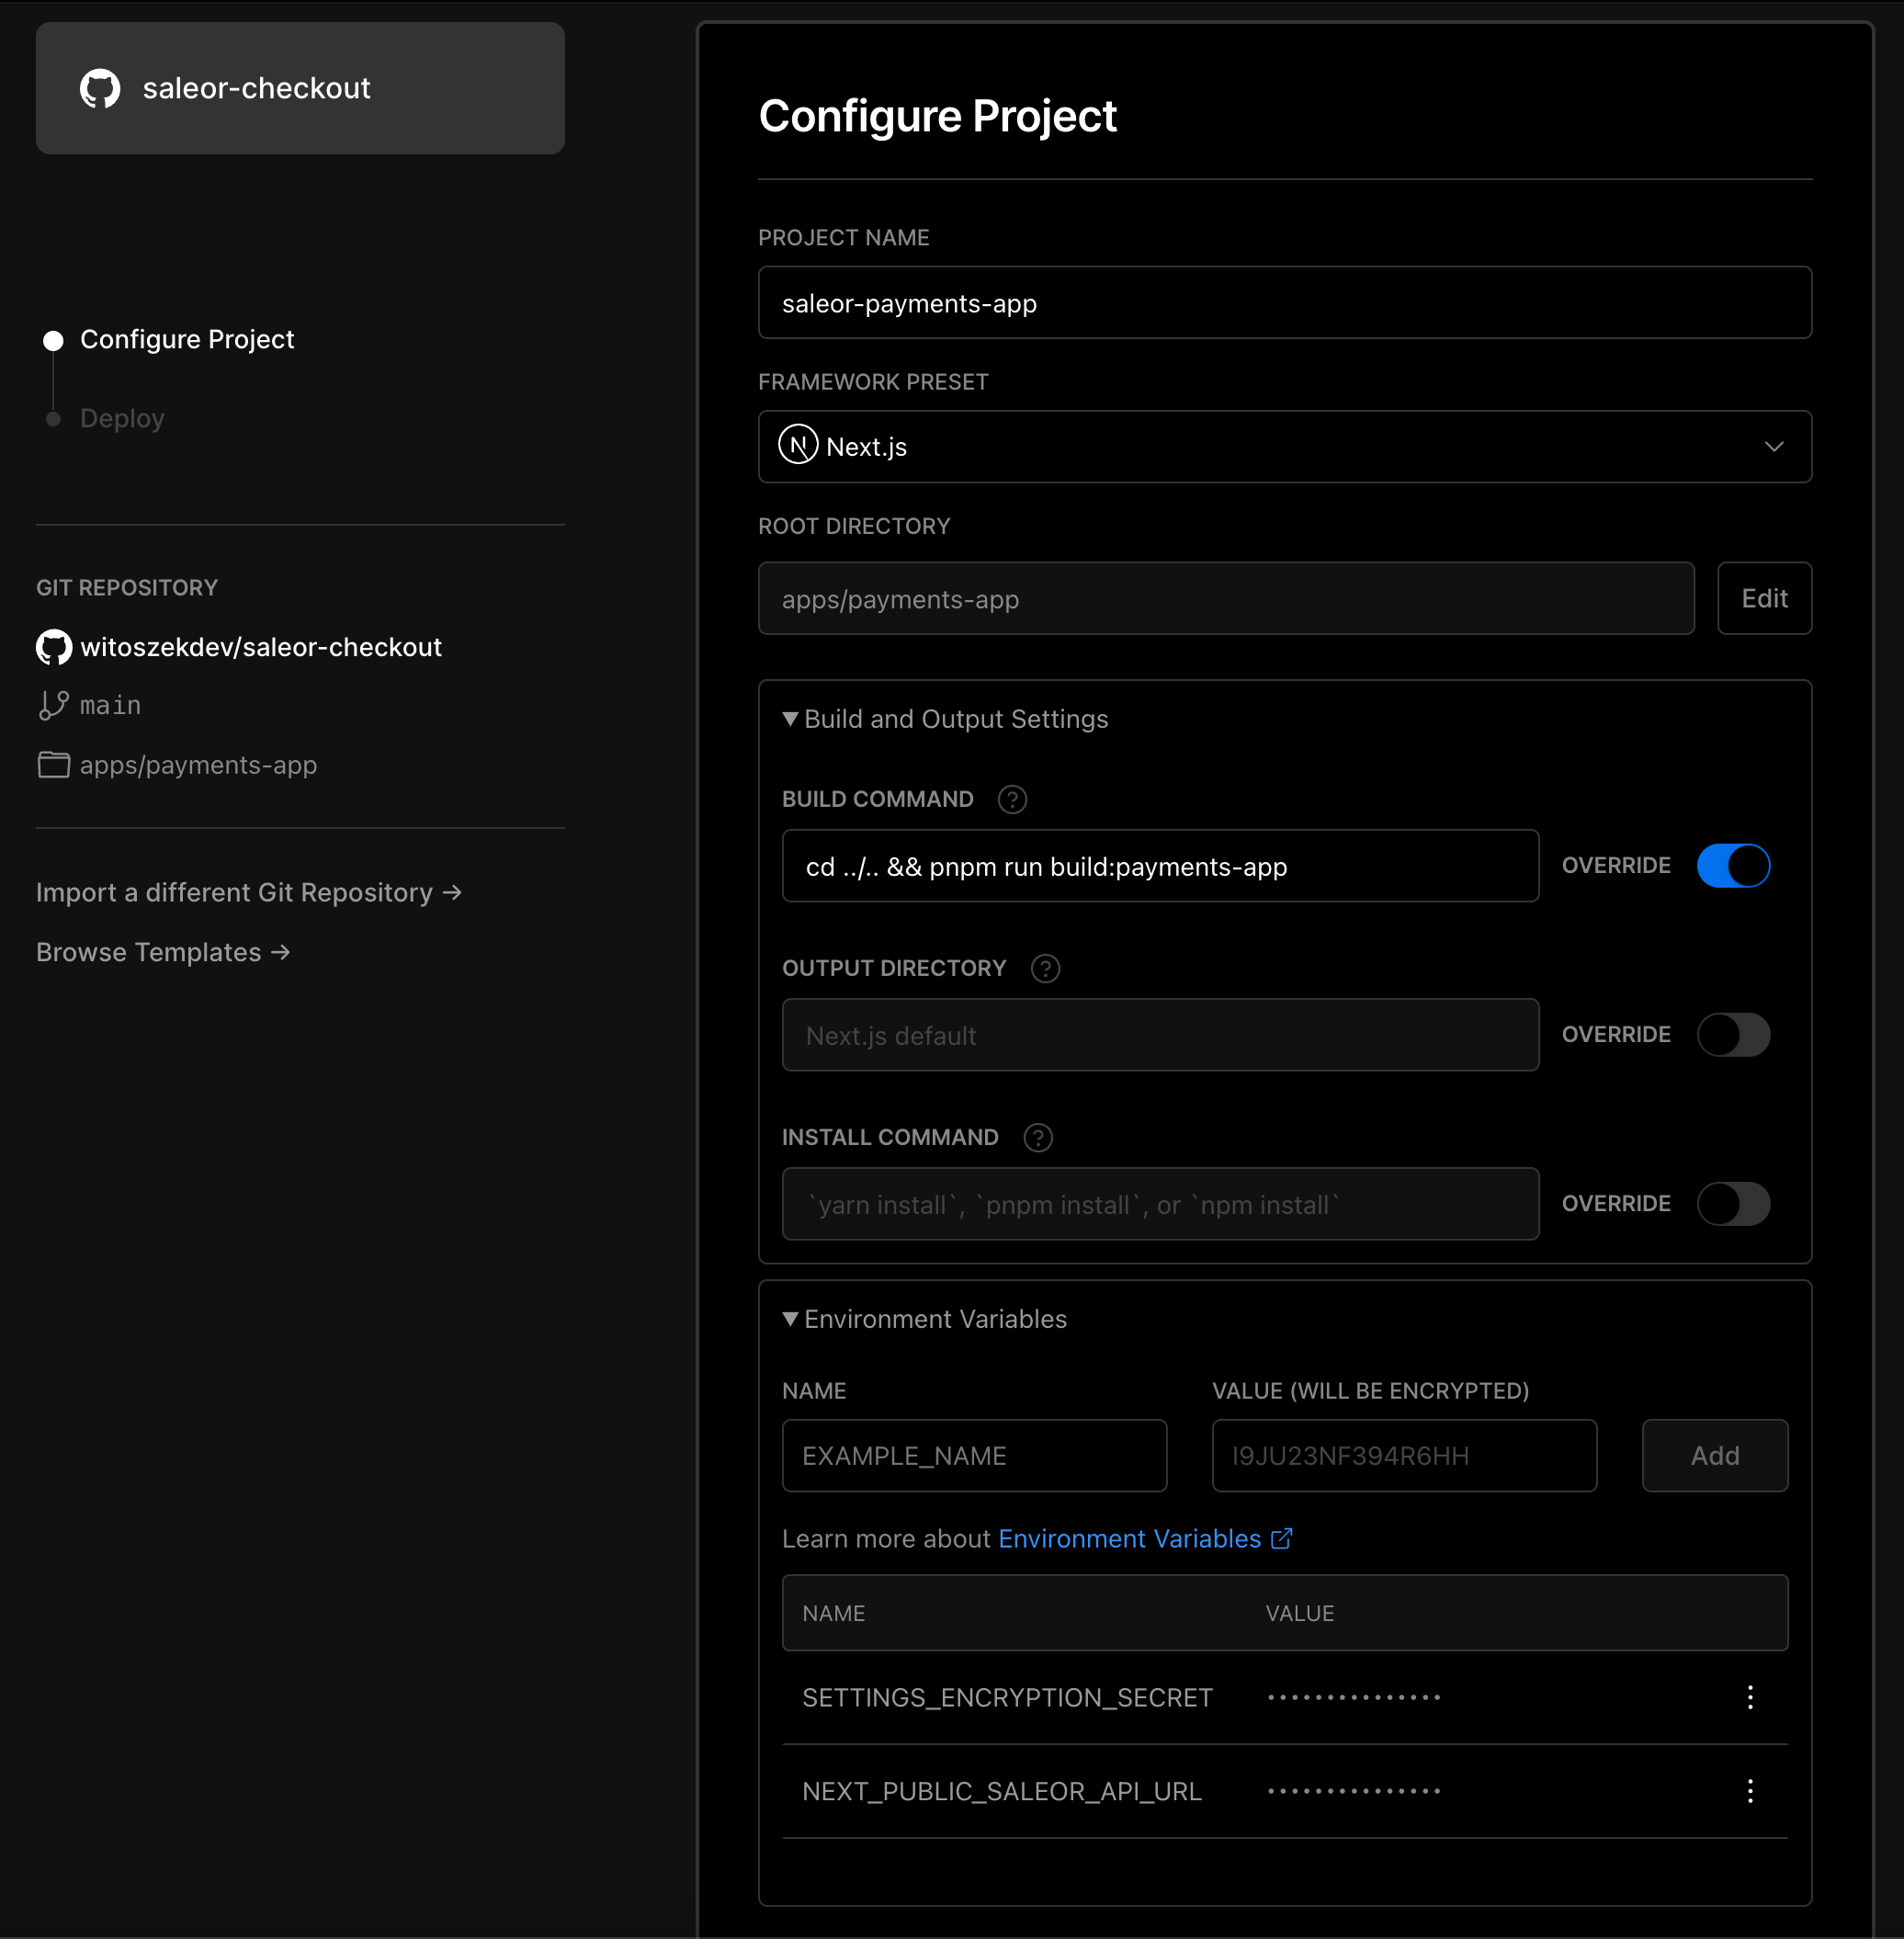 saleor-checkout
Configure Project
Deploy
GIT REPOSITORY
witoszekdev/saleor-checkout
main
apps/payments-app
Import a different Git Repository →
Browse Templates →
Configure Project
PROJECT NAME
saleor-payments-app
FRAMEWORK PRESET
N Next.js
ROOT DIRECTORY
apps/payments-app Edit
▼ Build and Output Settings
BUILD COMMAND ?
cd ../.. && pnpm run build:payments-app OVERRIDE
OUTPUT DIRECTORY ?
Next.js default OVERRIDE
INSTALL COMMAND ?
`yarn install`, `pnpm install`, or `npm install` OVERRIDE
▼ Environment Variables
NAME VALUE (WILL BE ENCRYPTED)
EXAMPLE_NAME I9JU23NF394R6HH Add
Learn more about Environment Variables
NAME VALUE
SETTINGS_ENCRYPTION_SECRET •••••••••••••••
NEXT_PUBLIC_SALEOR_API_URL •••••••••••••••